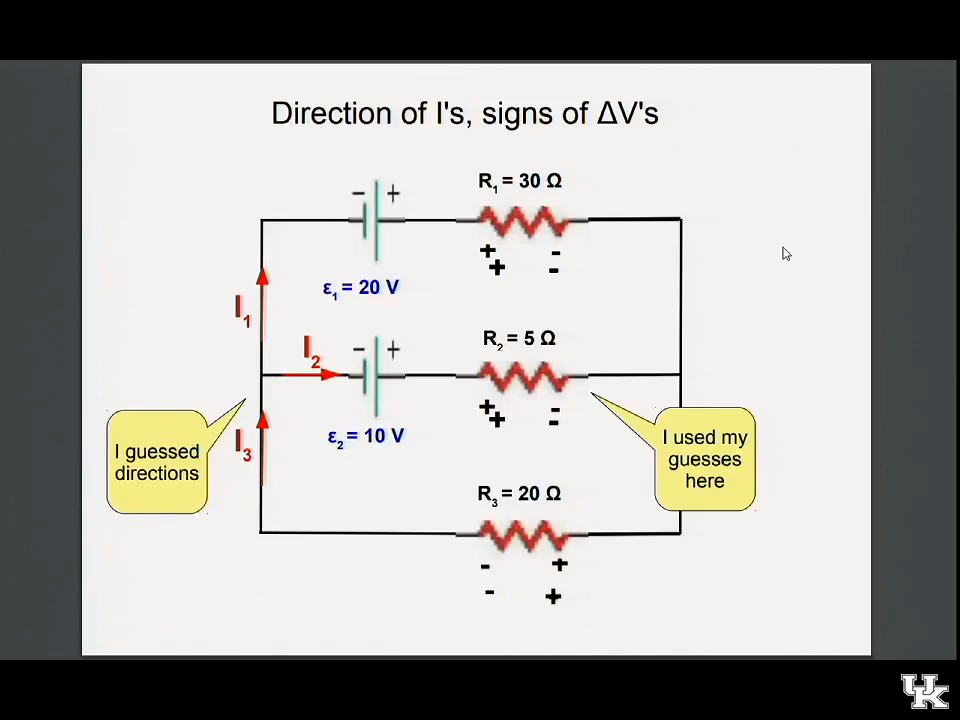 Direction of I's, signs of ΔV's
R1 = 30 Ω
- +
+ -
+ -
ε1 = 20 V
I1
R2 = 5 Ω
I2
- +
+ -
+ -
ε2 = 10 V
I3
I guessed
directions
I used my
guesses
here
R3 = 20 Ω
- +
- +
UK